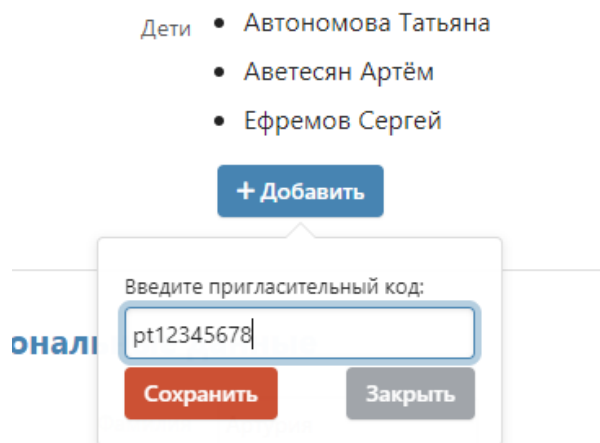 Дети
• Автономова Татьяна
• Аветесян Артём
• Ефремов Сергей
+ Добавить
Введите пригласительный код:
pt12345678
Сохранить Закрыть